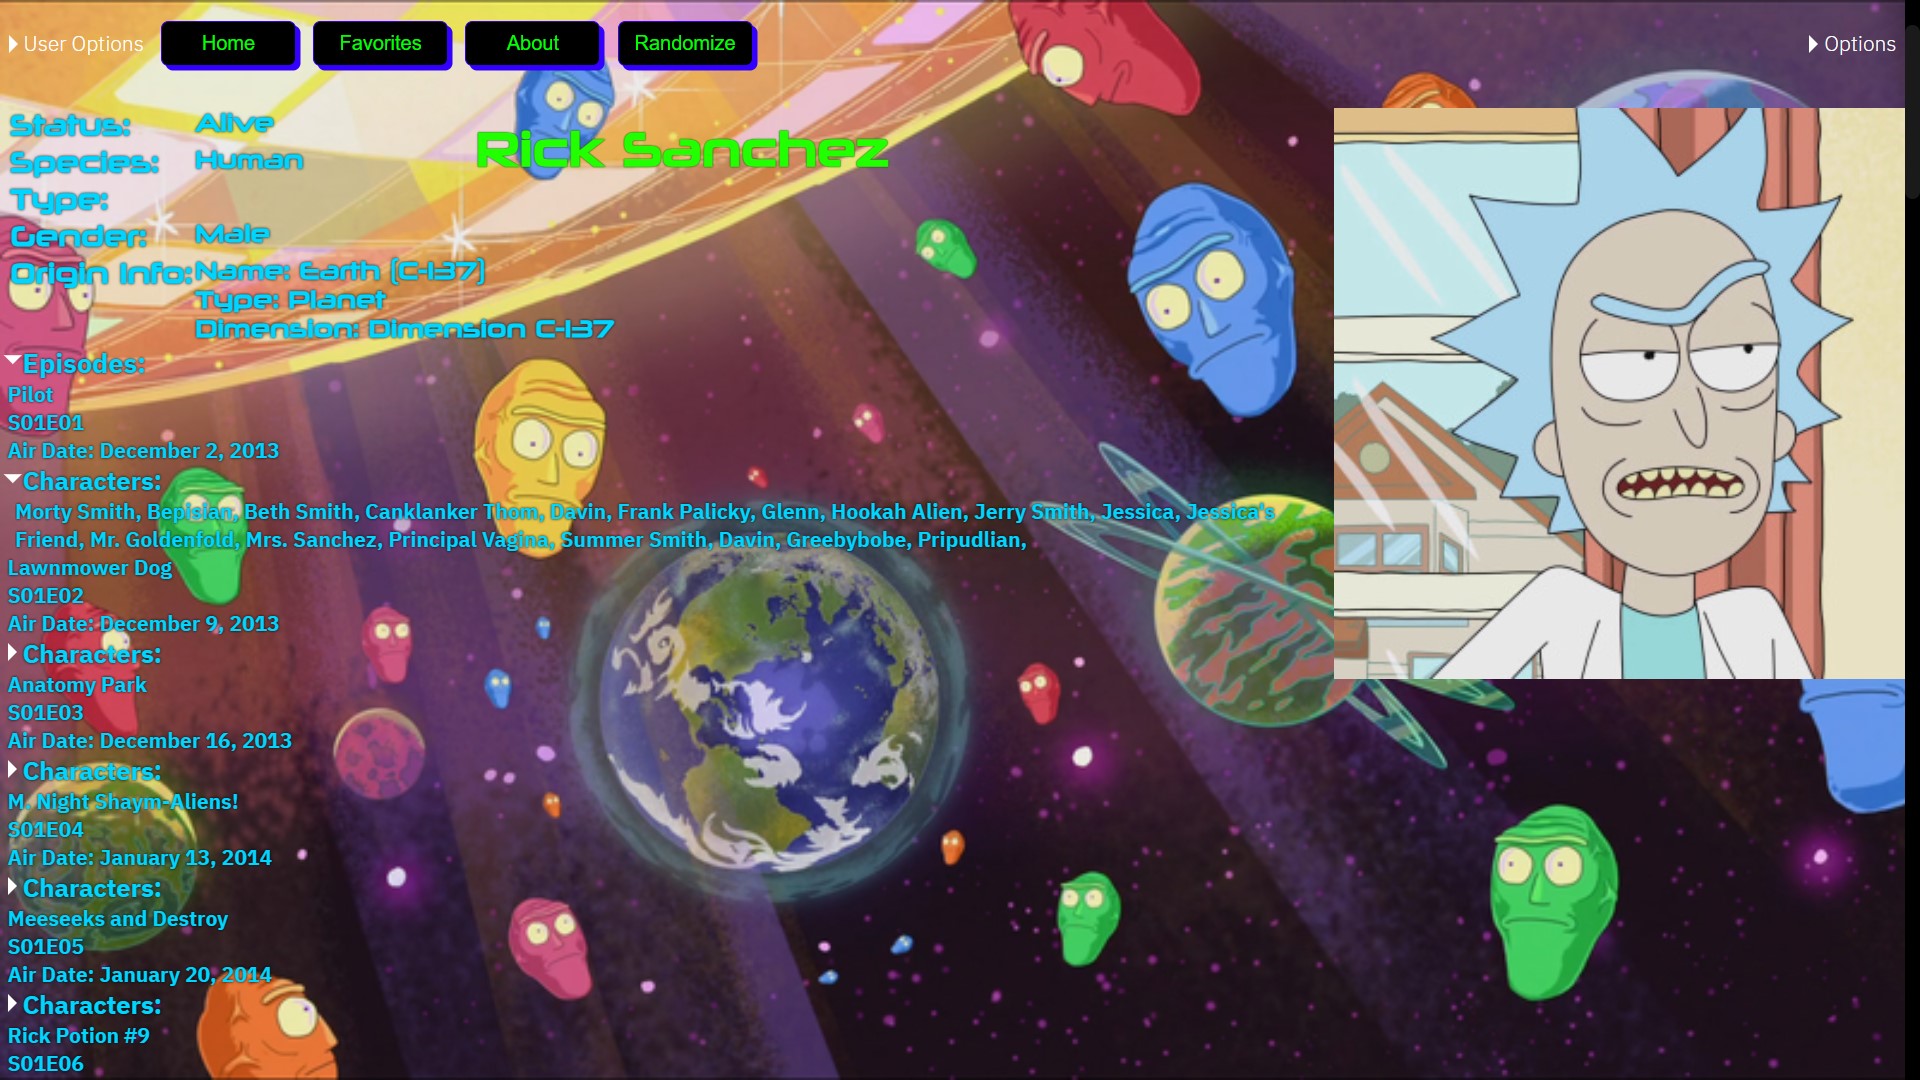 User Options Home Favorites About Randomize Options
Rick Sanchez
Status: Alive
Species: Human
Type:
Gender: Male
Origin Info: Name: Earth (C-137)
Type: Planet
Dimension: Dimension C-137
Episodes:
Pilot
S01E01
Air Date: December 2, 2013
Characters:
Morty Smith, Bepisian, Beth Smith, Canklanker Thom, Davin, Frank Palicky, Glenn, Hookah Alien, Jerry Smith, Jessica, Jessica's
Friend, Mr. Goldenfold, Mrs. Sanchez, Principal Vagina, Summer Smith, Davin, Greebybobe, Pripudlian,
Lawnmower Dog
S01E02
Air Date: December 9, 2013
Characters:
Anatomy Park
S01E03
Air Date: December 16, 2013
Characters:
M. Night Shaym-Aliens!
S01E04
Air Date: January 13, 2014
Characters:
Meeseeks and Destroy
S01E05
Air Date: January 20, 2014
Characters:
Rick Potion #9
S01E06